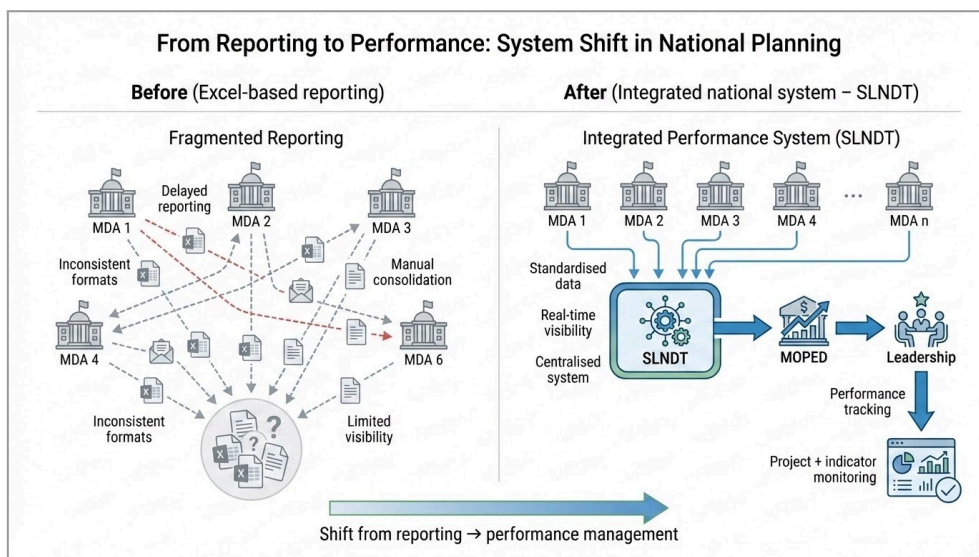 From Reporting to Performance: System Shift in National Planning
Before (Excel-based reporting)
Fragmented Reporting
MDA 1
Delayed
reporting
MDA 2
MDA 3
Inconsistent
formats
Manual
consolidation
MDA 4
MDA 6
Inconsistent
formats
Limited
visibility
After (Integrated national system – SLNDT)
Integrated Performance System (SLNDT)
MDA 1
MDA 2
MDA 3
MDA 4
...
MDA n
Standardised
data
Real-time
visibility
Centralised
system
SLNDT
MOPED
Leadership
Performance
tracking
Project + indicator
monitoring
Shift from reporting → performance management